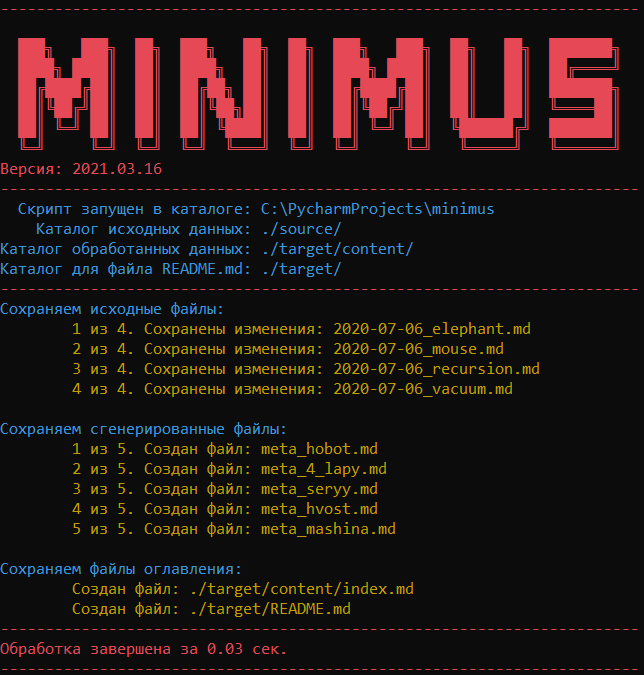 MINIMUS
Версия: 2021.03.16
Скрипт запущен в каталоге: C:\PycharmProjects\minimus
Каталог исходных данных: ./source/
Каталог обработанных данных: ./target/content/
Каталог для файла README.md: ./target/
Сохраняем исходные файлы:
1 из 4. Сохранены изменения: 2020-07-06_elephant.md
2 из 4. Сохранены изменения: 2020-07-06_mouse.md
3 из 4. Сохранены изменения: 2020-07-06_recursion.md
4 из 4. Сохранены изменения: 2020-07-06_vacuum.md
Сохраняем сгенерированные файлы:
1 из 5. Создан файл: meta_hobot.md
2 из 5. Создан файл: meta_4_lapy.md
3 из 5. Создан файл: meta_seryy.md
4 из 5. Создан файл: meta_hvost.md
5 из 5. Создан файл: meta_mashina.md
Сохраняем файлы оглавления:
Создан файл: ./target/content/index.md
Создан файл: ./target/README.md
Обработка завершена за 0.03 сек.